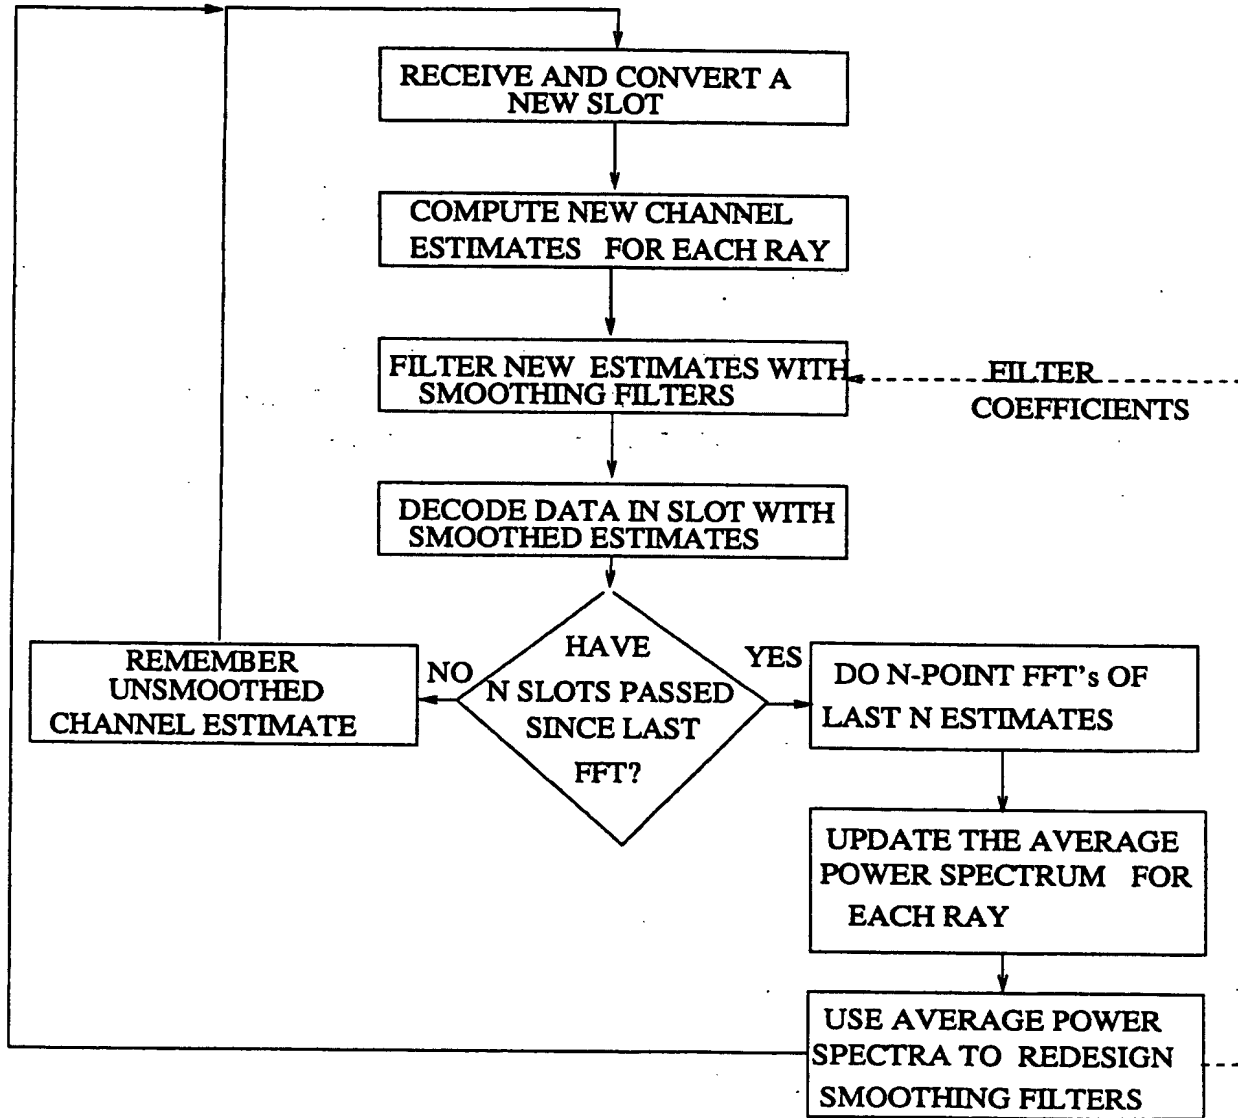 RECEIVE AND CONVERT A
NEW SLOT
COMPUTE NEW CHANNEL
ESTIMATES FOR EACH RAY
FILTER NEW ESTIMATES WITH
SMOOTHING FILTERS
FILTER
COEFFICIENTS
DECODE DATA IN SLOT WITH
SMOOTHED ESTIMATES
HAVE
N SLOTS PASSED
SINCE LAST
FFT?
NO
REMEMBER
UNSMOOTHED
CHANNEL ESTIMATE
YES
DO N-POINT FFT's OF
LAST N ESTIMATES
UPDATE THE AVERAGE
POWER SPECTRUM FOR
EACH RAY
USE AVERAGE POWER
SPECTRA TO REDESIGN
SMOOTHING FILTERS